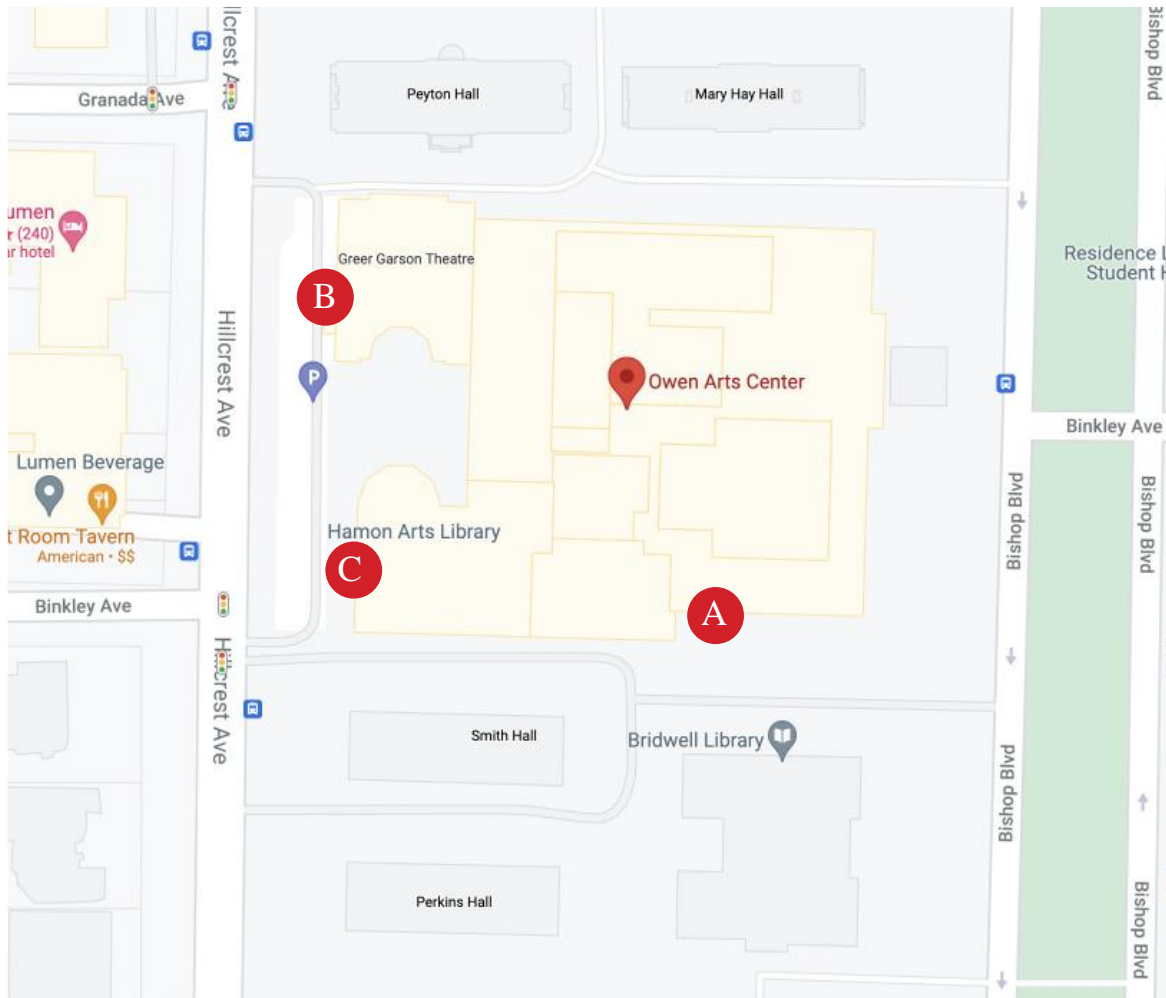 llcrest Ave
Bishop Blvd
Granada Ave
Peyton Hall
Mary Hay Hall
umen
(240)
ar hotel
Greer Garson Theatre
Residence L
Student H
B
P
Owen Arts Center
Hillcrest Ave
Binkley Ave
Lumen Beverage
t Room Tavern
American • $$
Hamon Arts Library
Bishop Blvd
Bishop Blvd
C
Binkley Ave
A
Hillcrest Ave
Smith Hall
Bridwell Library
Bishop Blvd
Perkins Hall
Bishop Blvd